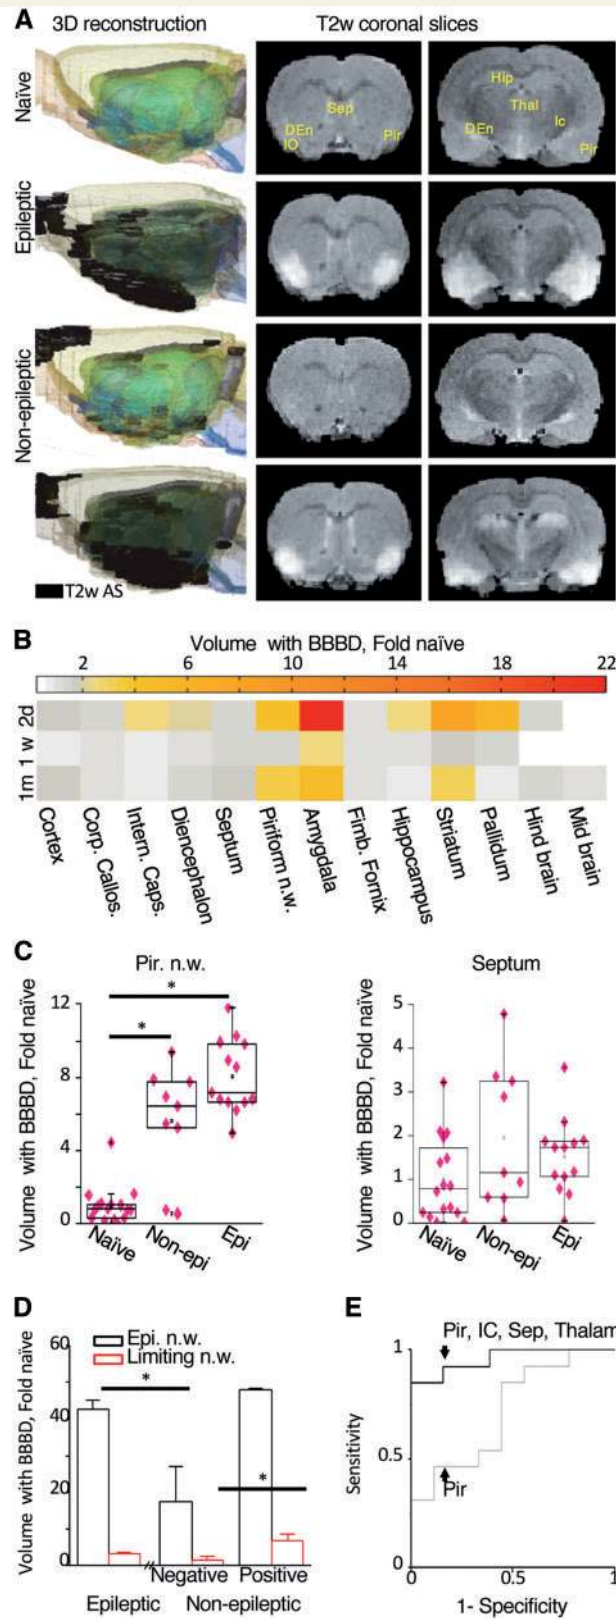 A
3D reconstruction
T2w coronal slices
Naïve
Epileptic
Non-epileptic
Sep
DEn
IO
Pir
Hip
Thal
Ic
DEn
Pir
T2w AS
B
Volume with BBBD, Fold naïve
2 6 10 14 18 22
2d
1 w
1m
Cortex
Corp. Callos.
Intern. Caps.
Diencephalon
Septum
Piriform n.w.
Amygdala
Fimb. Fornix
Hippocampus
Striatum
Pallidum
Hind brain
Mid brain
C
Pir. n.w.
Volume with BBBD, Fold naïve
12
8
4
0
*
*
Naïve
Non-epi
Epi
Septum
Volume with BBBD, Fold naïve
5
4
3
2
1
0
Naïve
Non-epi
Epi
D
Volume with BBBD, Fold naïve
60
40
20
0
Epi. n.w.
Limiting n.w.
*
*
Negative Positive
Epileptic Non-epileptic
E
Pir, IC, Sep, Thalam
Sensitivity
1
0.5
0
Pir
0 0.5 1
1- Specificity